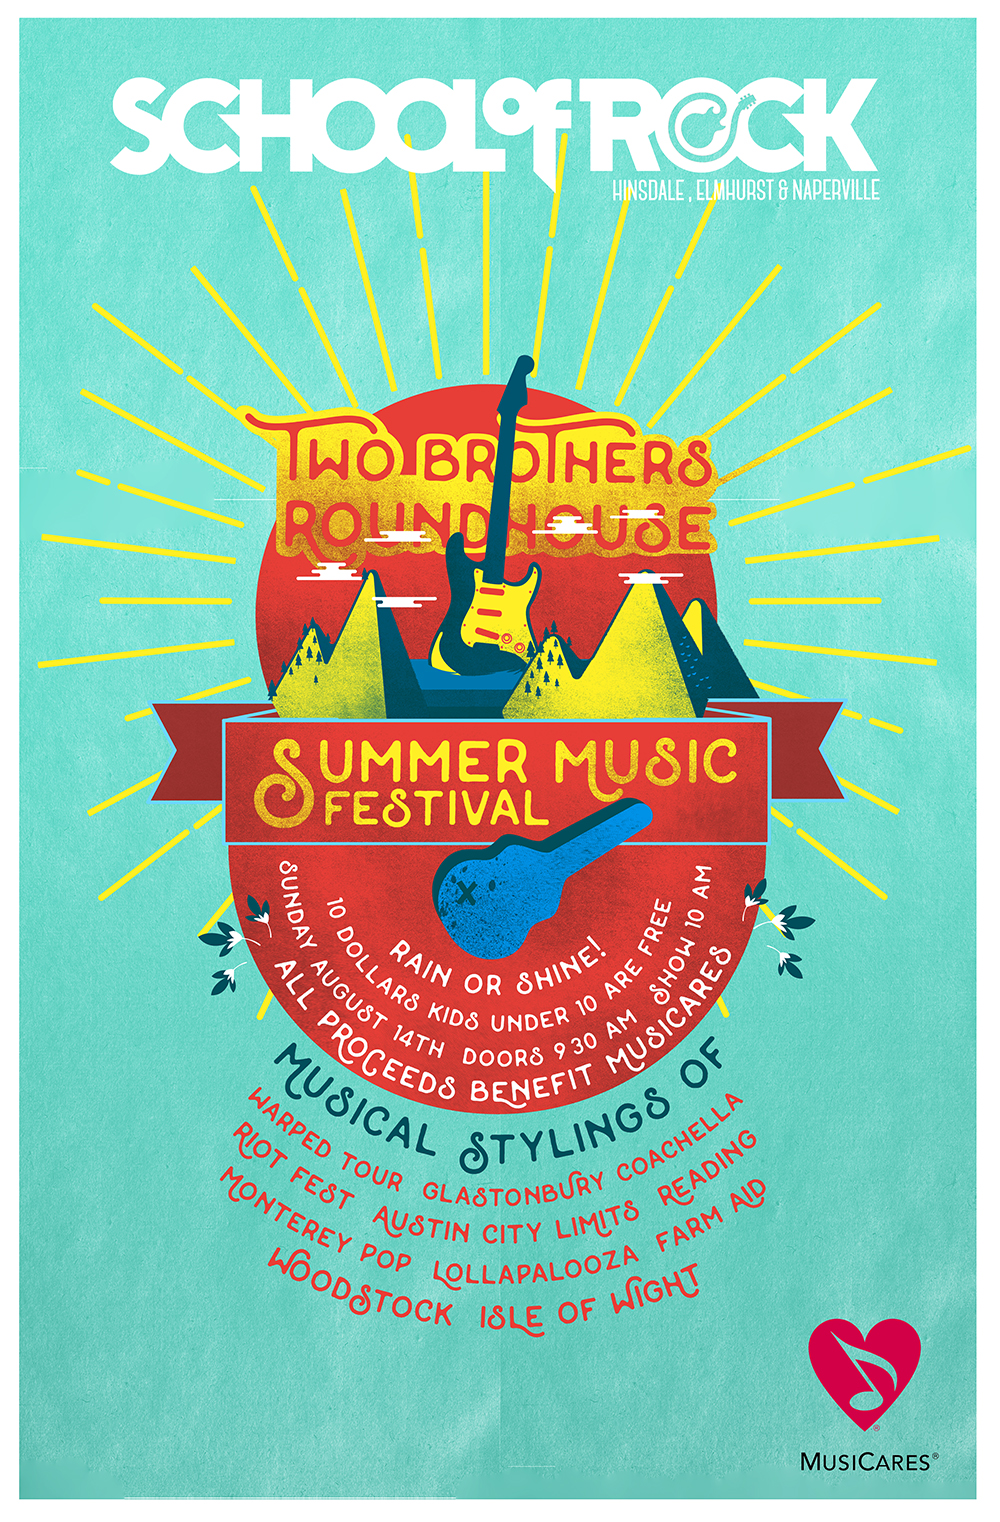 SCHOOL of ROCK
HINSDALE, ELMHURST & NAPERVILLE
TWO BROTHERS
ROUNDHOUSE
SUMMER MUSIC
FESTIVAL
RAIN OR SHINE!
10 DOLLARS KIDS UNDER 10 ARE FREE
SUNDAY AUGUST 14TH DOORS 9 30 AM SHOW 10 AM
ALL PROCEEDS BENEFIT MUSICARES
MUSICAL STYLINGS OF
WARPED TOUR GLASTONBURY COACHELLA
RIOT FEST AUSTIN CITY LIMITS READING
MONTEREY POP LOLLAPALOOZA FARM AID
WOODSTOCK ISLE OF WIGHT
®
MUSICARES®